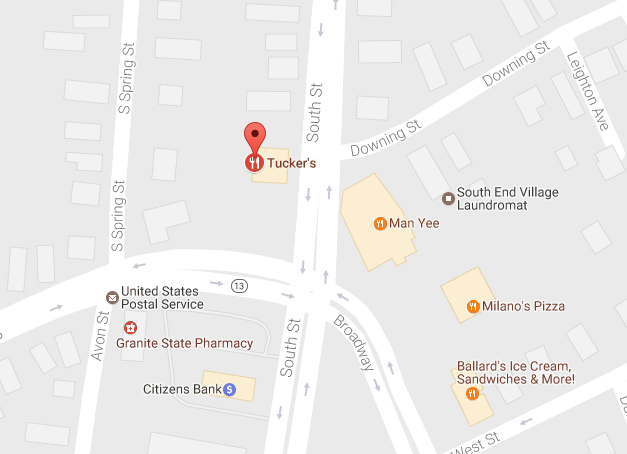 S Spring St
South St
Downing St
Leighton Ave
Downing St
Tucker's
S Spring St
South End Village
Laundromat
Man Yee
13
United States
Postal Service
Milano's Pizza
Avon St
Granite State Pharmacy
South St
Broadway
Ballard's Ice Cream,
Sandwiches & More!
Citizens Bank
$
West St